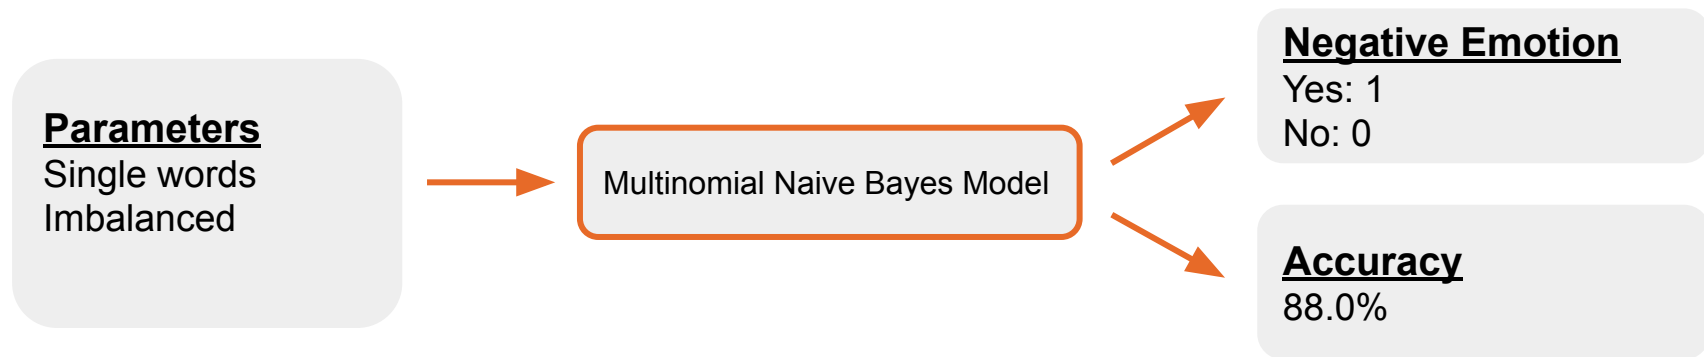 Parameters
Single words
Imbalanced
Multinomial Naive Bayes Model
Negative Emotion
Yes: 1
No: 0
Accuracy
88.0%